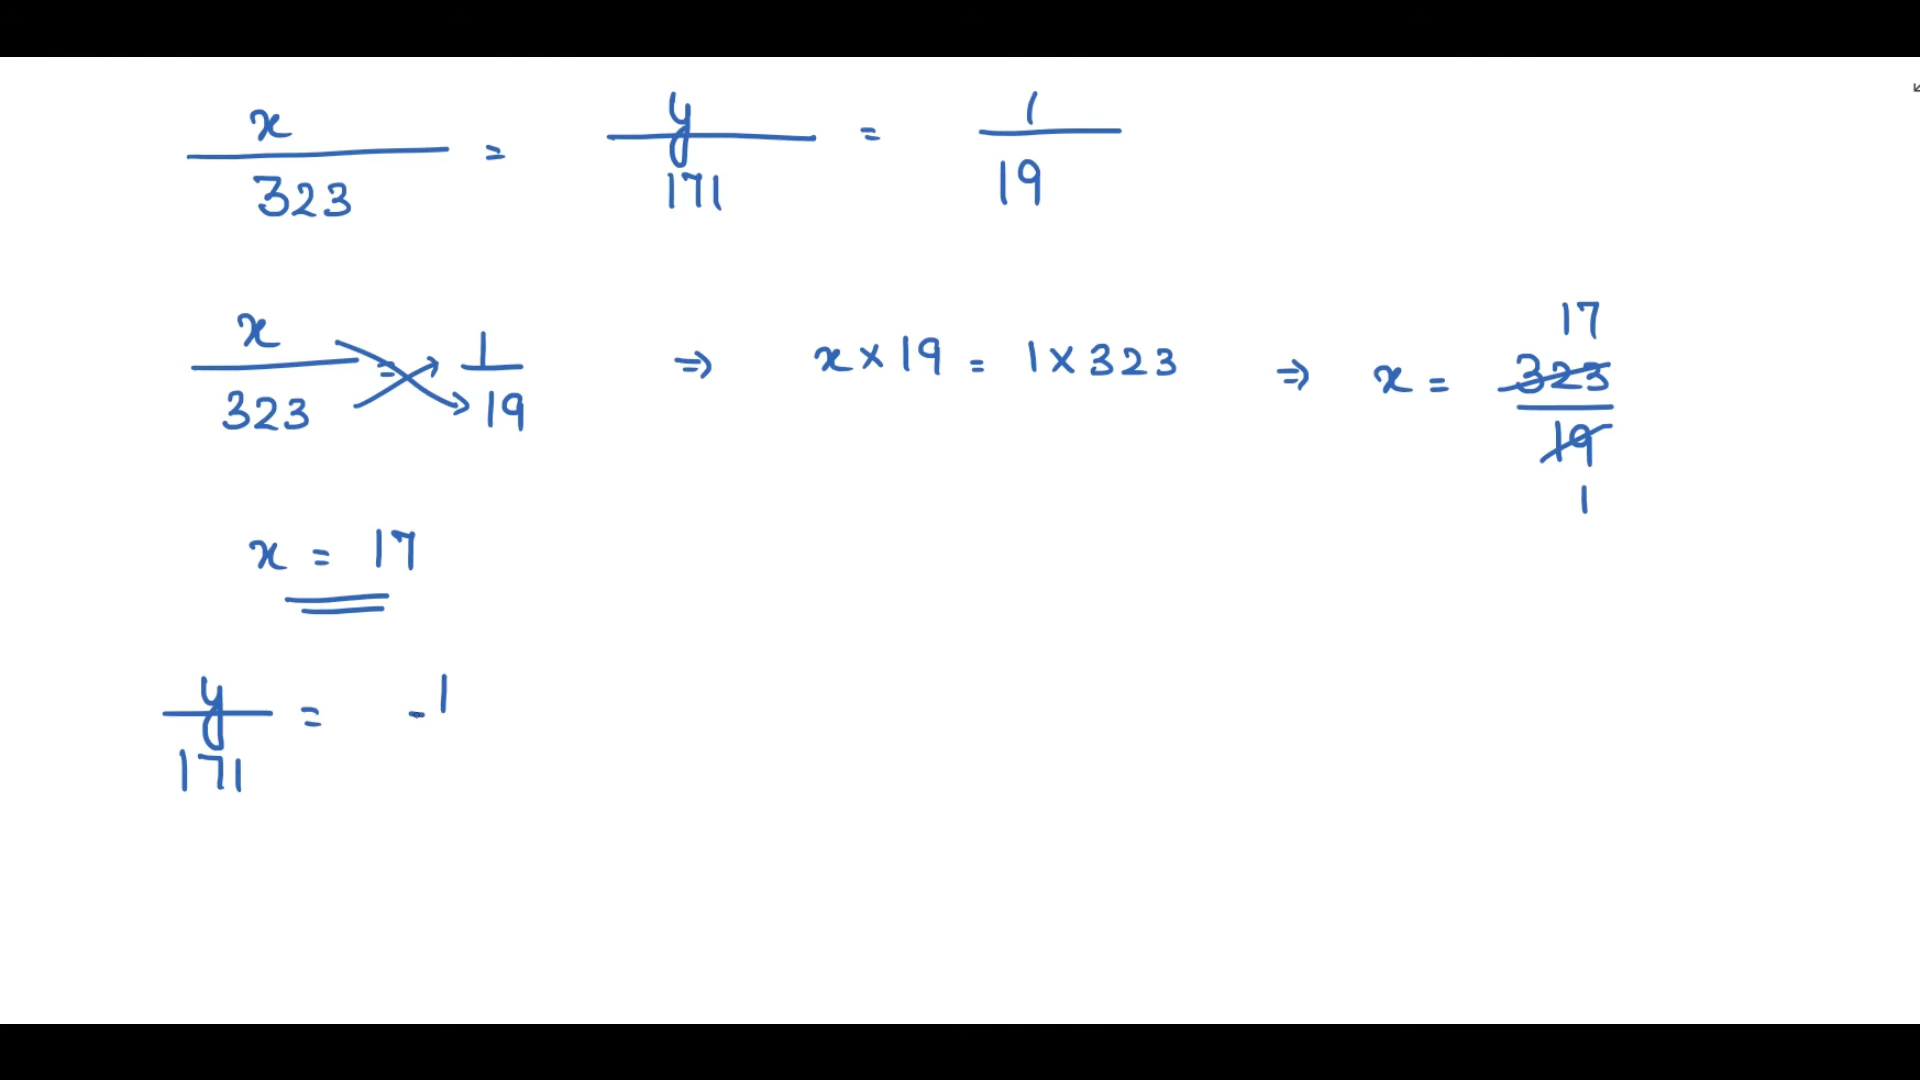 x/323 = y/171 = 1/19
x/323 = 1/19 ⇒ x × 19 = 1 × 323 ⇒ x = 323/19 17 1
x = 17
y/171 = - 1